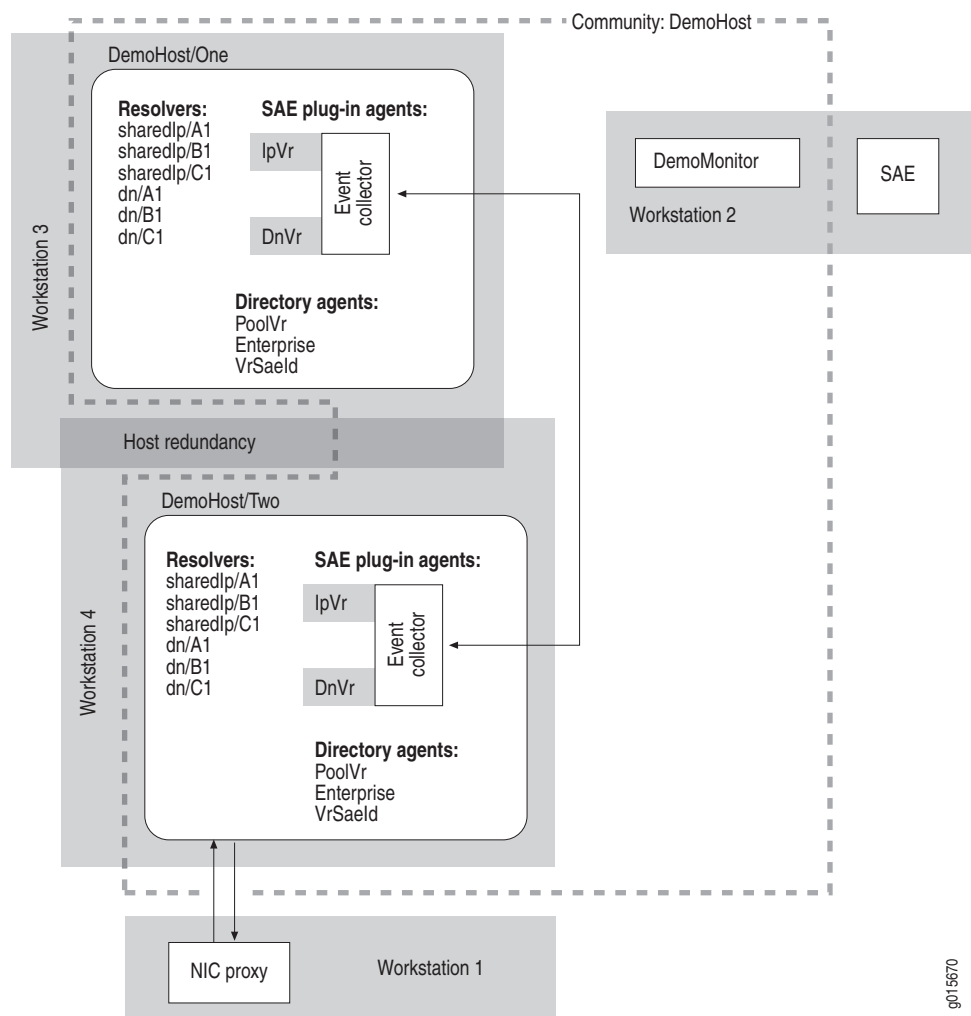 Community: DemoHost
DemoHost/One
Resolvers:
sharedIp/A1
sharedIp/B1
sharedIp/C1
dn/A1
dn/B1
dn/C1
SAE plug-in agents:
IpVr
DnVr
Event
collector
Directory agents:
PoolVr
Enterprise
VrSaeId
Workstation 3
DemoMonitor
SAE
Workstation 2
Host redundancy
DemoHost/Two
Resolvers:
sharedIp/A1
sharedIp/B1
sharedIp/C1
dn/A1
dn/B1
dn/C1
SAE plug-in agents:
IpVr
DnVr
Event
collector
Directory agents:
PoolVr
Enterprise
VrSaeId
Workstation 4
NIC proxy
Workstation 1
g015670